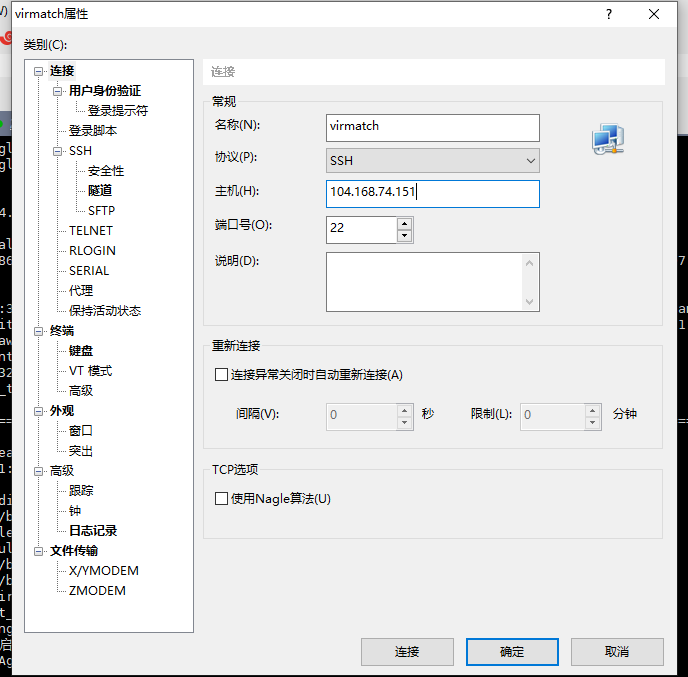 virmatch属性
类别(C):
连接
用户身份验证
登录提示符
登录脚本
SSH
安全性
隧道
SFTP
TELNET
RLOGIN
SERIAL
代理
保持活动状态
终端
键盘
VT 模式
高级
外观
窗口
突出
高级
跟踪
钟
日志记录
文件传输
X/YMODEM
ZMODEM
连接
常规
名称(N): virmatch
协议(P): SSH
主机(H): 104.168.74.151
端口号(O): 22
说明(D):
重新连接
连接异常关闭时自动重新连接(A)
间隔(V): 0 秒 限制(L): 0 分钟
TCP选项
使用Nagle算法(U)
连接 确定 取消